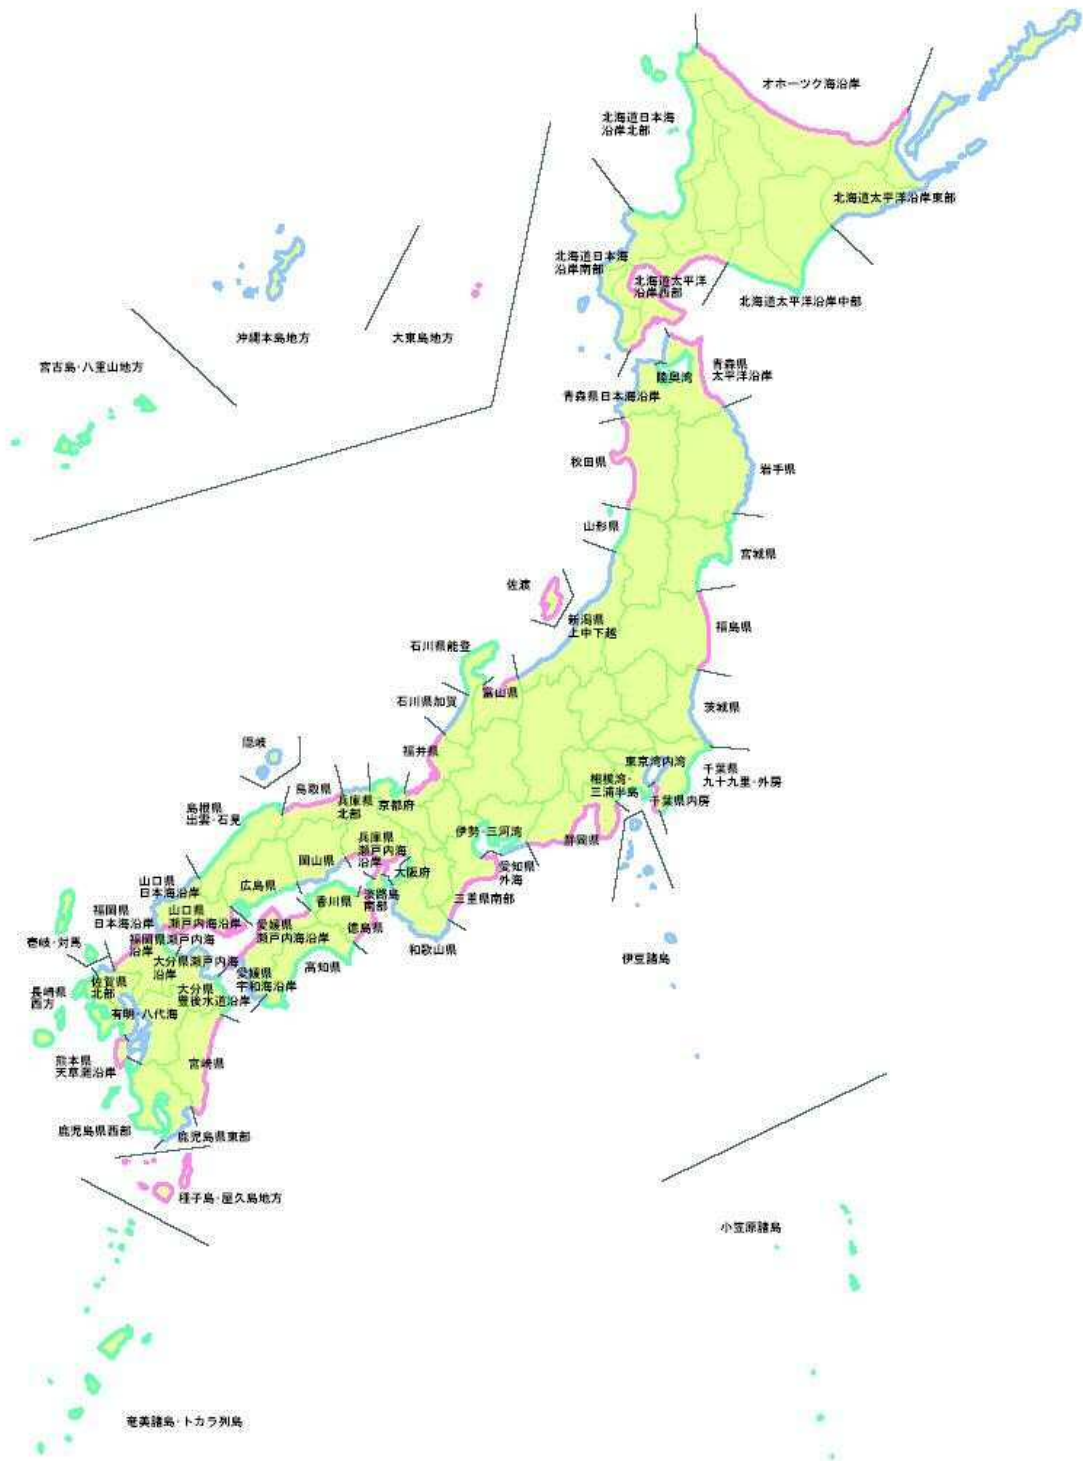 オホーツク海沿岸
北海道日本海
沿岸北部
北海道太平洋沿岸東部
北海道日本海
沿岸南部
北海道太平洋
沿岸西部
北海道太平洋沿岸中部
沖縄本島地方
大東島地方
宮古島・八重山地方
青森県
太平洋沿岸
陸奥湾
青森県日本海沿岸
秋田県
岩手県
山形県
宮城県
佐渡
新潟県
上中下越
福島県
石川県能登
富山県
石川県加賀
茨城県
隠岐
福井県
東京湾内湾
千葉県
九十九里・外房
相模湾・
三浦半島
千葉県内房
鳥取県
兵庫県
北部
京都府
島根県
出雲・石見
伊勢・三河湾
静岡県
兵庫県
瀬戸内海
沿岸
岡山県
大阪府
愛知県
外海
山口県
日本海沿岸
広島県
香川県
淡路島
南部
三重県南部
福岡県
日本海沿岸
山口県
瀬戸内海沿岸
愛媛県
瀬戸内海沿岸
徳島県
壱岐・対馬
福岡県瀬戸内海
沿岸
和歌山県
大分県瀬戸内海
沿岸
高知県
伊豆諸島
愛媛県
宇和海沿岸
佐賀県
北部
長崎県
西方
大分県
豊後水道沿岸
有明・八代海
熊本県
天草灘沿岸
宮崎県
鹿児島県西部
鹿児島県東部
種子島・屋久島地方
小笠原諸島
奄美諸島・トカラ列島